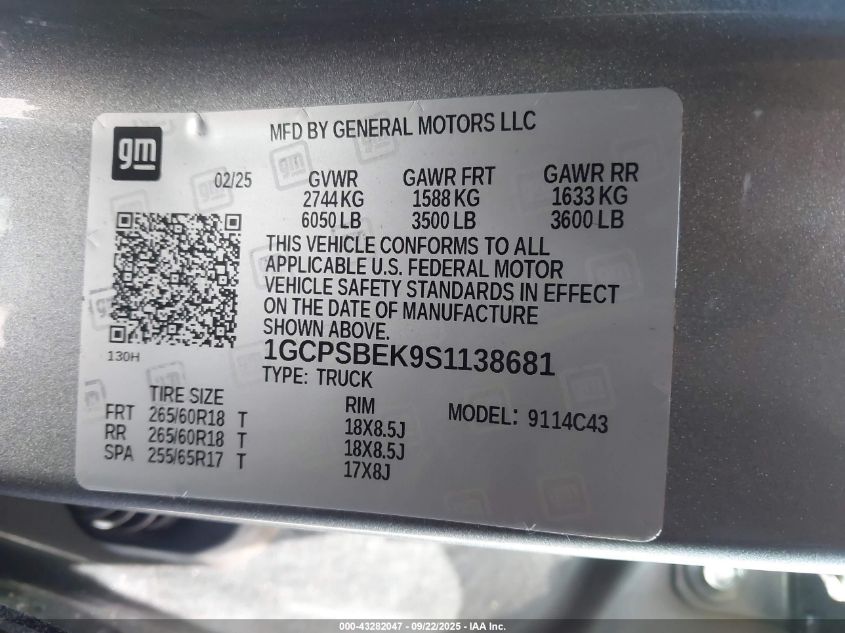 gm
MFD BY GENERAL MOTORS LLC
02/25
GVWR GAWR FRT GAWR RR
2744 KG 1588 KG 1633 KG
6050 LB 3500 LB 3600 LB
THIS VEHICLE CONFORMS TO ALL
APPLICABLE U.S. FEDERAL MOTOR
VEHICLE SAFETY STANDARDS IN EFFECT
ON THE DATE OF MANUFACTURE
SHOWN ABOVE.
130H
1GCPSBEK9S1138681
TYPE: TRUCK
TIRE SIZE RIM MODEL: 9114C43
FRT 265/60R18 T 18X8.5J
RR 265/60R18 T 18X8.5J
SPA 255/65R17 T 17X8J
000-43282047 - 09/22/2025 - IAA Inc.